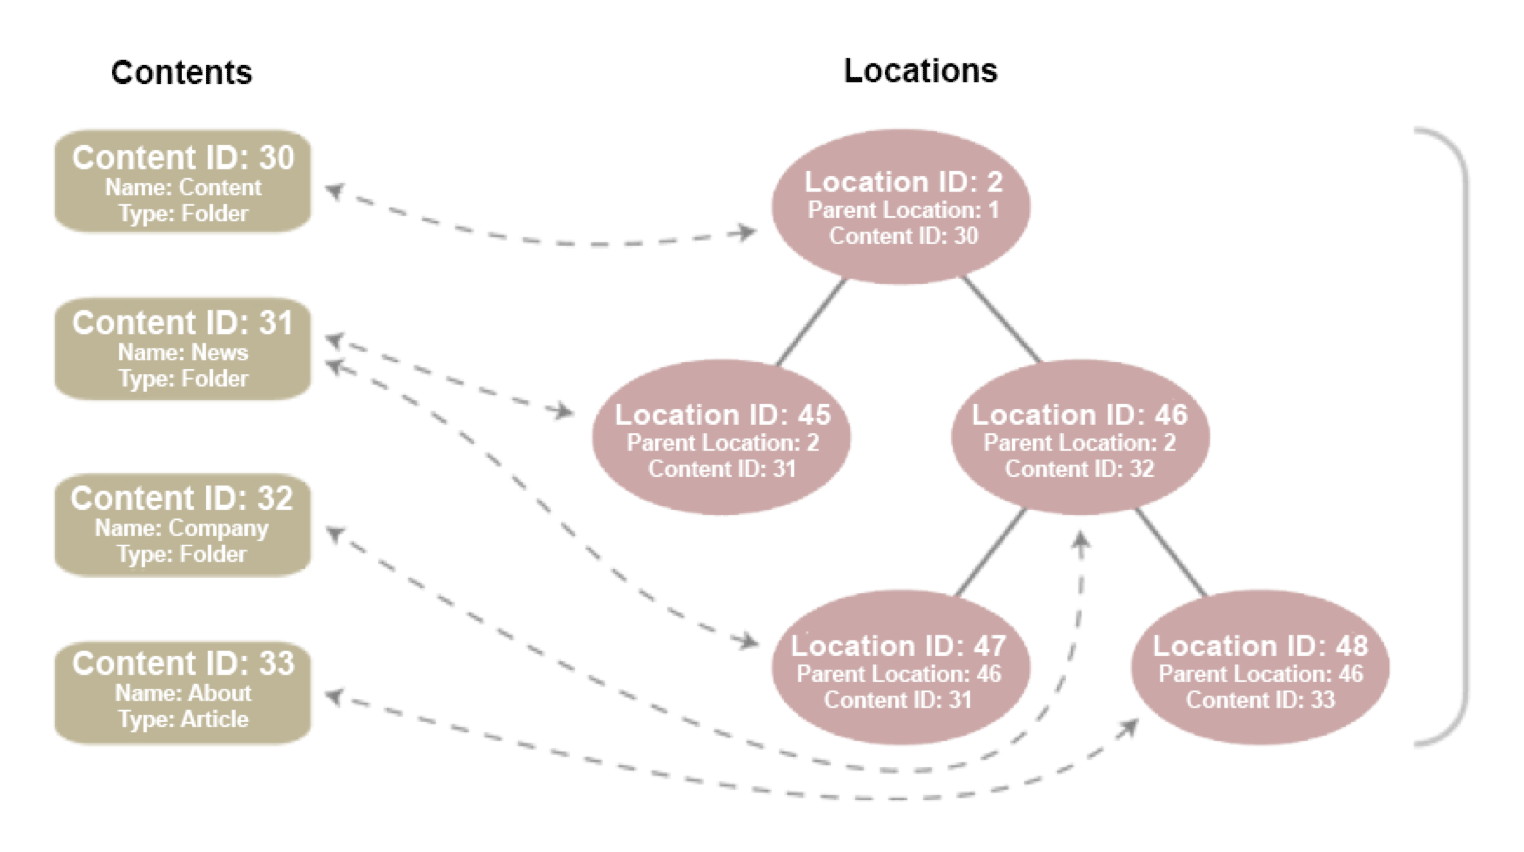 Contents
Locations
Content ID: 30
Name: Content
Type: Folder
Content ID: 31
Name: News
Type: Folder
Content ID: 32
Name: Company
Type: Folder
Content ID: 33
Name: About
Type: Article
Location ID: 2
Parent Location: 1
Content ID: 30
Location ID: 45
Parent Location: 2
Content ID: 31
Location ID: 46
Parent Location: 2
Content ID: 32
Location ID: 47
Parent Location: 46
Content ID: 31
Location ID: 48
Parent Location: 46
Content ID: 33